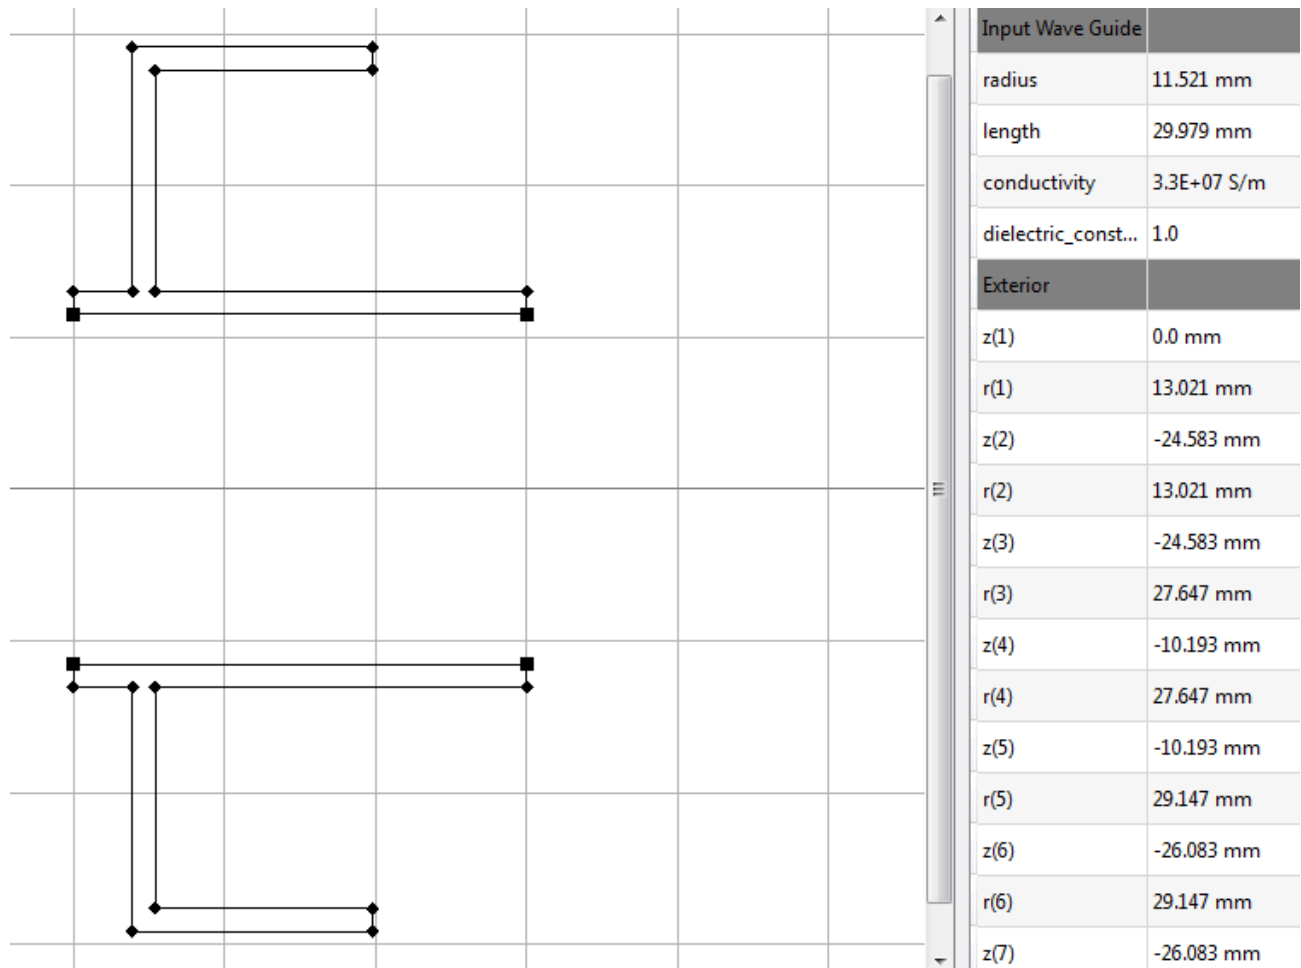 Input Wave Guide
radius 11.521 mm
length 29.979 mm
conductivity 3.3E+07 S/m
dielectric_const... 1.0
Exterior
z(1) 0.0 mm
r(1) 13.021 mm
z(2) -24.583 mm
r(2) 13.021 mm
z(3) -24.583 mm
r(3) 27.647 mm
z(4) -10.193 mm
r(4) 27.647 mm
z(5) -10.193 mm
r(5) 29.147 mm
z(6) -26.083 mm
r(6) 29.147 mm
z(7) -26.083 mm